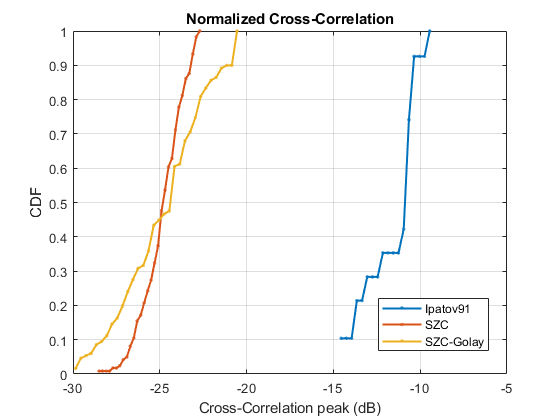 Normalized Cross-Correlation
1
0.9
0.8
0.7
0.6
0.5
0.4
0.3
0.2
0.1
0
CDF
Ipatov91
SZC
SZC-Golay
-30 -25 -20 -15 -10 -5
Cross-Correlation peak (dB)